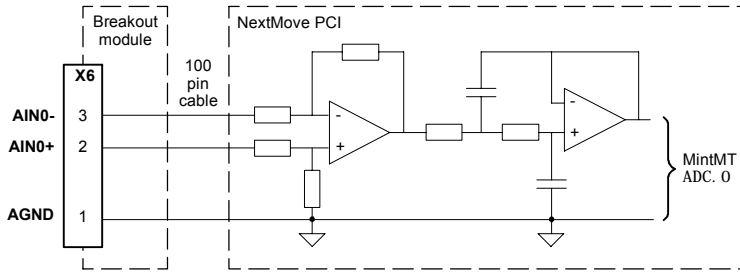 Breakout
module
NextMove PCI
X6
100
pin
cable
AIN0-
3
-
-
AIN0+
2
+
+
MintMT
ADC. 0
AGND
1